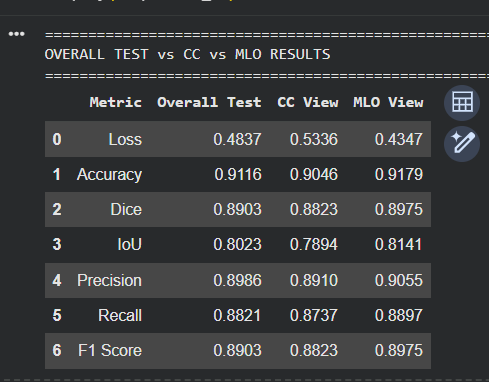 ==================================================
OVERALL TEST vs CC vs MLO RESULTS
==================================================
Metric Overall Test CC View MLO View
0 Loss 0.4837 0.5336 0.4347
1 Accuracy 0.9116 0.9046 0.9179
2 Dice 0.8903 0.8823 0.8975
3 IoU 0.8023 0.7894 0.8141
4 Precision 0.8986 0.8910 0.9055
5 Recall 0.8821 0.8737 0.8897
6 F1 Score 0.8903 0.8823 0.8975